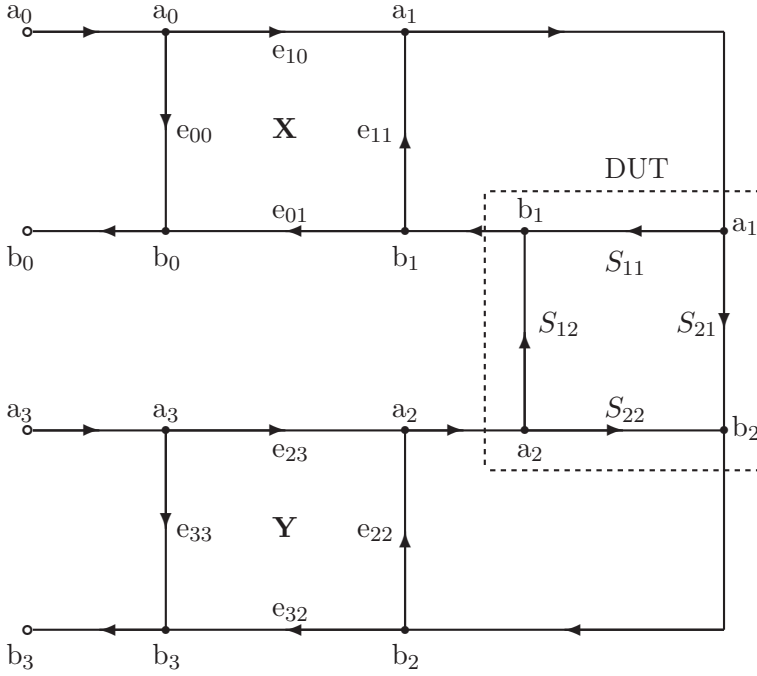 a₀ a₀ a₁
e₁₀
e₀₀ X e₁₁
DUT
e₀₁ b₁ a₁
b₀ b₀ b₁ S₁₁
S₁₂ S₂₁
a₃ a₃ a₂ S₂₂
e₂₃ a₂ b₂
e₃₃ Y e₂₂
e₃₂
b₃ b₃ b₂